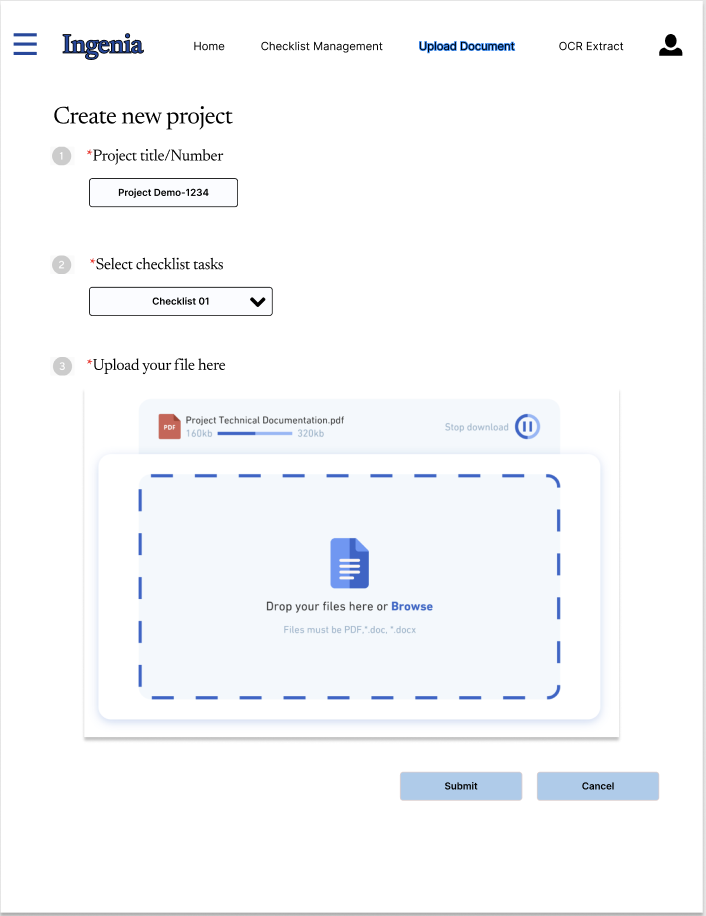 Ingenia
Home Checklist Management Upload Document OCR Extract
Create new project
1 *Project title/Number
Project Demo-1234
2 *Select checklist tasks
Checklist 01
3 *Upload your file here
PDF
Project Technical Documentation.pdf
160kb 320kb
Stop download
Drop your files here or Browse
Files must be PDF,*.doc, *.docx
Submit Cancel